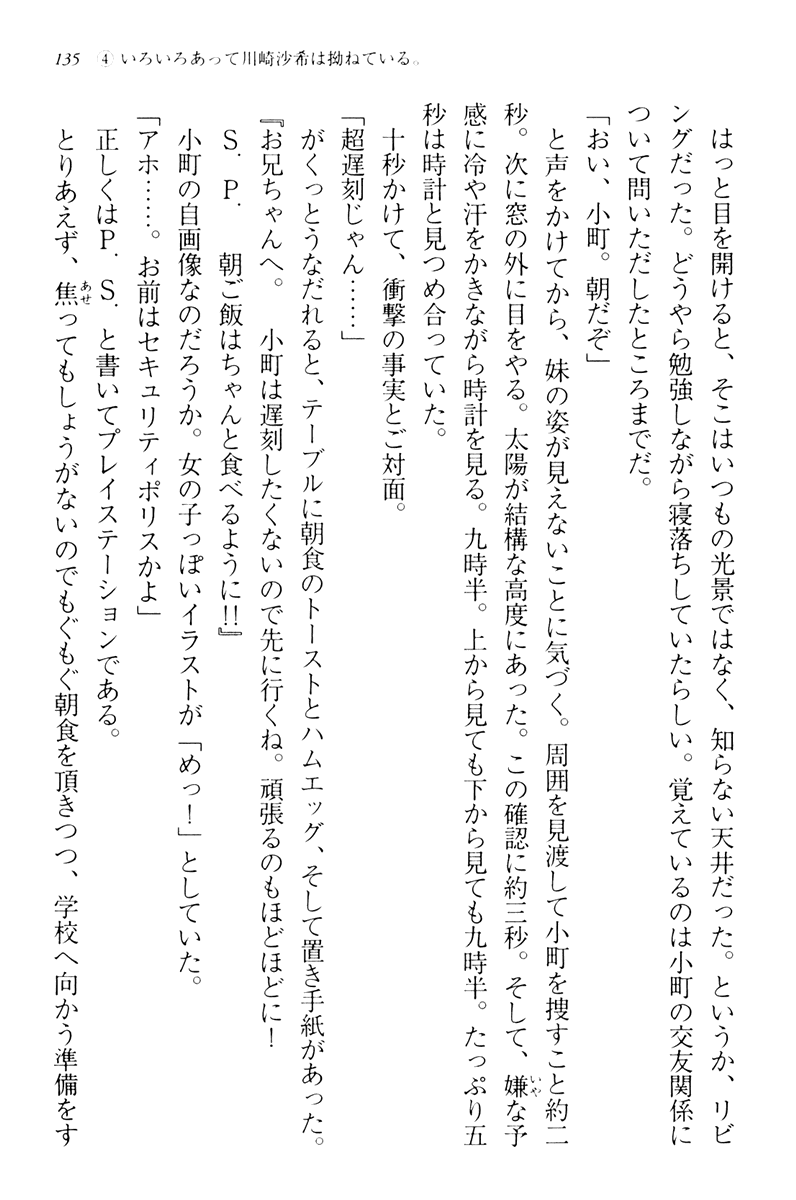 135 ④ いろいろあって川崎沙希は拗ねている。
はっと目を開けると、そこはいつもの光景ではなく、知らない天井だった。というか、リビ
ングだった。どうやら勉強しながら寝落ちしていたらしい。覚えているのは小町の交友関係に
ついて問いただしたところまでだ。
「おい、小町。朝だぞ」
と声をかけてから、妹の姿が見えないことに気づく。周囲を見渡して小町を捜すこと約二
秒。次に窓の外に目をやる。太陽が結構な高度にあった。この確認に約三秒。そして、嫌な予
感に冷や汗をかきながら時計を見る。九時半。上から見ても下から見ても九時半。たっぷり五
秒は時計と見つめ合っていた。
十秒かけて、衝撃の事実とご対面。
「超遅刻じゃん……」
がくっとうなだれると、テーブルに朝食のトーストとハムエッグ、そして置き手紙があった。
『お兄ちゃんへ。　小町は遅刻したくないので先に行くね。頑張るのもほどほどに！
S．P．　朝ご飯はちゃんと食べるように!!』
小町の自画像なのだろうか。女の子っぽいイラストが「めっ！」としていた。
「アホ……。お前はセキュリティポリスかよ」
正しくはP．S．と書いてプレイステーションである。
とりあえず、焦ってもしょうがないのでもぐもぐ朝食を頂きつつ、学校へ向かう準備をす
いや
あせ